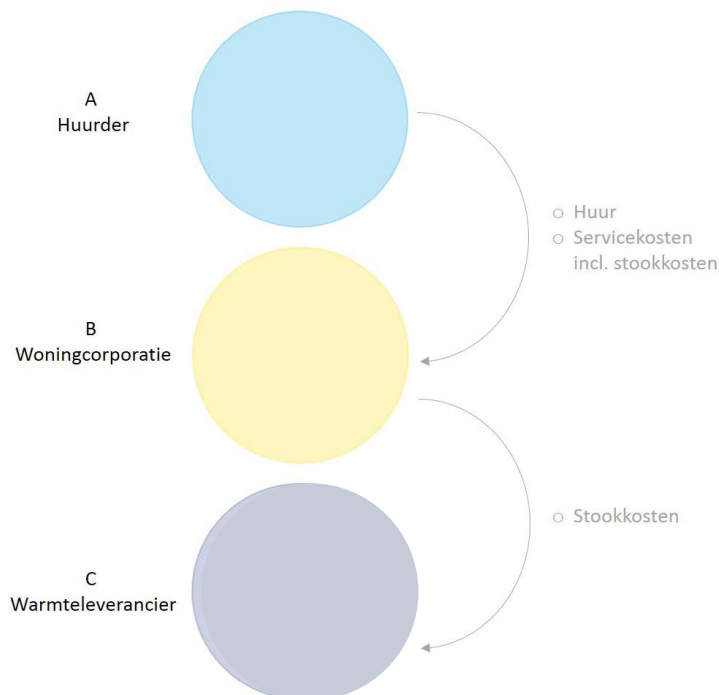 A
Huurder
○ Huur
○ Servicekosten
incl. stookkosten
B
Woningcorporatie
○ Stookkosten
C
Warmteleverancier